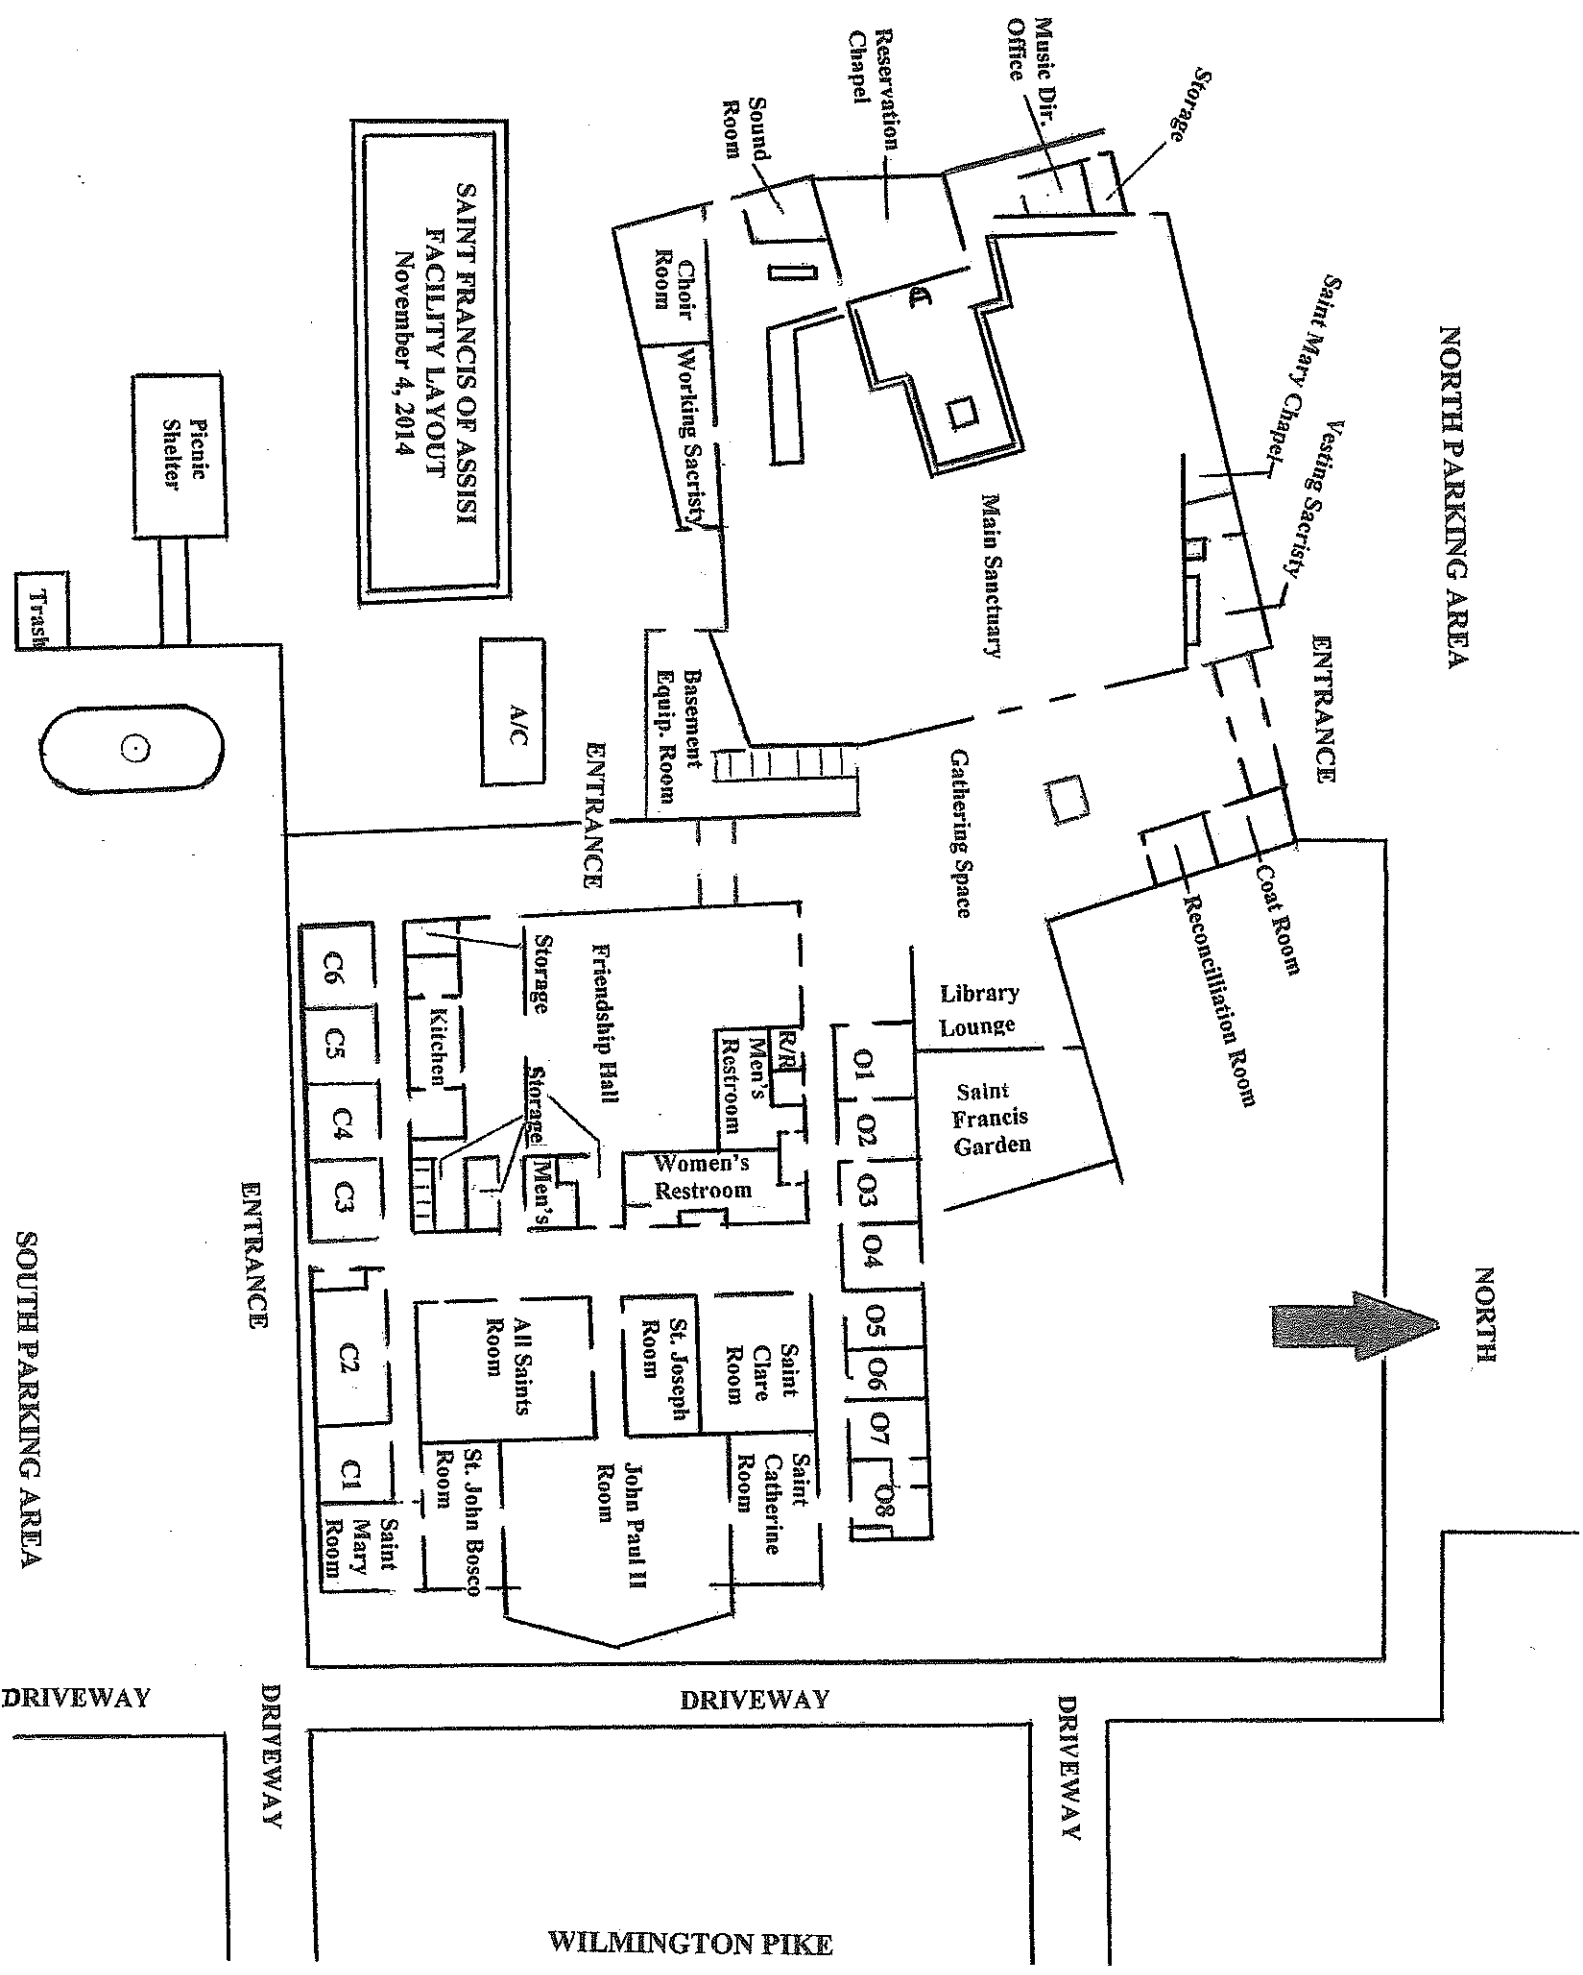 SAINT FRANCIS OF ASSISI
FACILITY LAYOUT
November 4, 2014
NORTH PARKING AREA
NORTH
Storage
Music Dir.
Office
Reservation
Chapel
Sound
Room
Choir
Room
Working Sacristy
Main Sanctuary
Saint Mary Chapel
Vesting Sacristy
ENTRANCE
Coat Room
Reconcilliation Room
Gathering Space
Basement
Equip. Room
A/C
ENTRANCE
Picnic
Shelter
Trash
Library
Lounge
Saint
Francis
Garden
Friendship Hall
Storage
Kitchen
Storage
Men's
R/R
Men's
Restroom
Women's
Restroom
O1
O2
O3
O4
O5
O6
O7
O8
C6
C5
C4
C3
C2
C1
All Saints
Room
St. Joseph
Room
Saint
Clare
Room
Saint
Catherine
Room
John Paul II
Room
St. John Bosco
Room
Saint
Mary
Room
ENTRANCE
SOUTH PARKING AREA
DRIVEWAY
DRIVEWAY
DRIVEWAY
DRIVEWAY
WILMINGTON PIKE